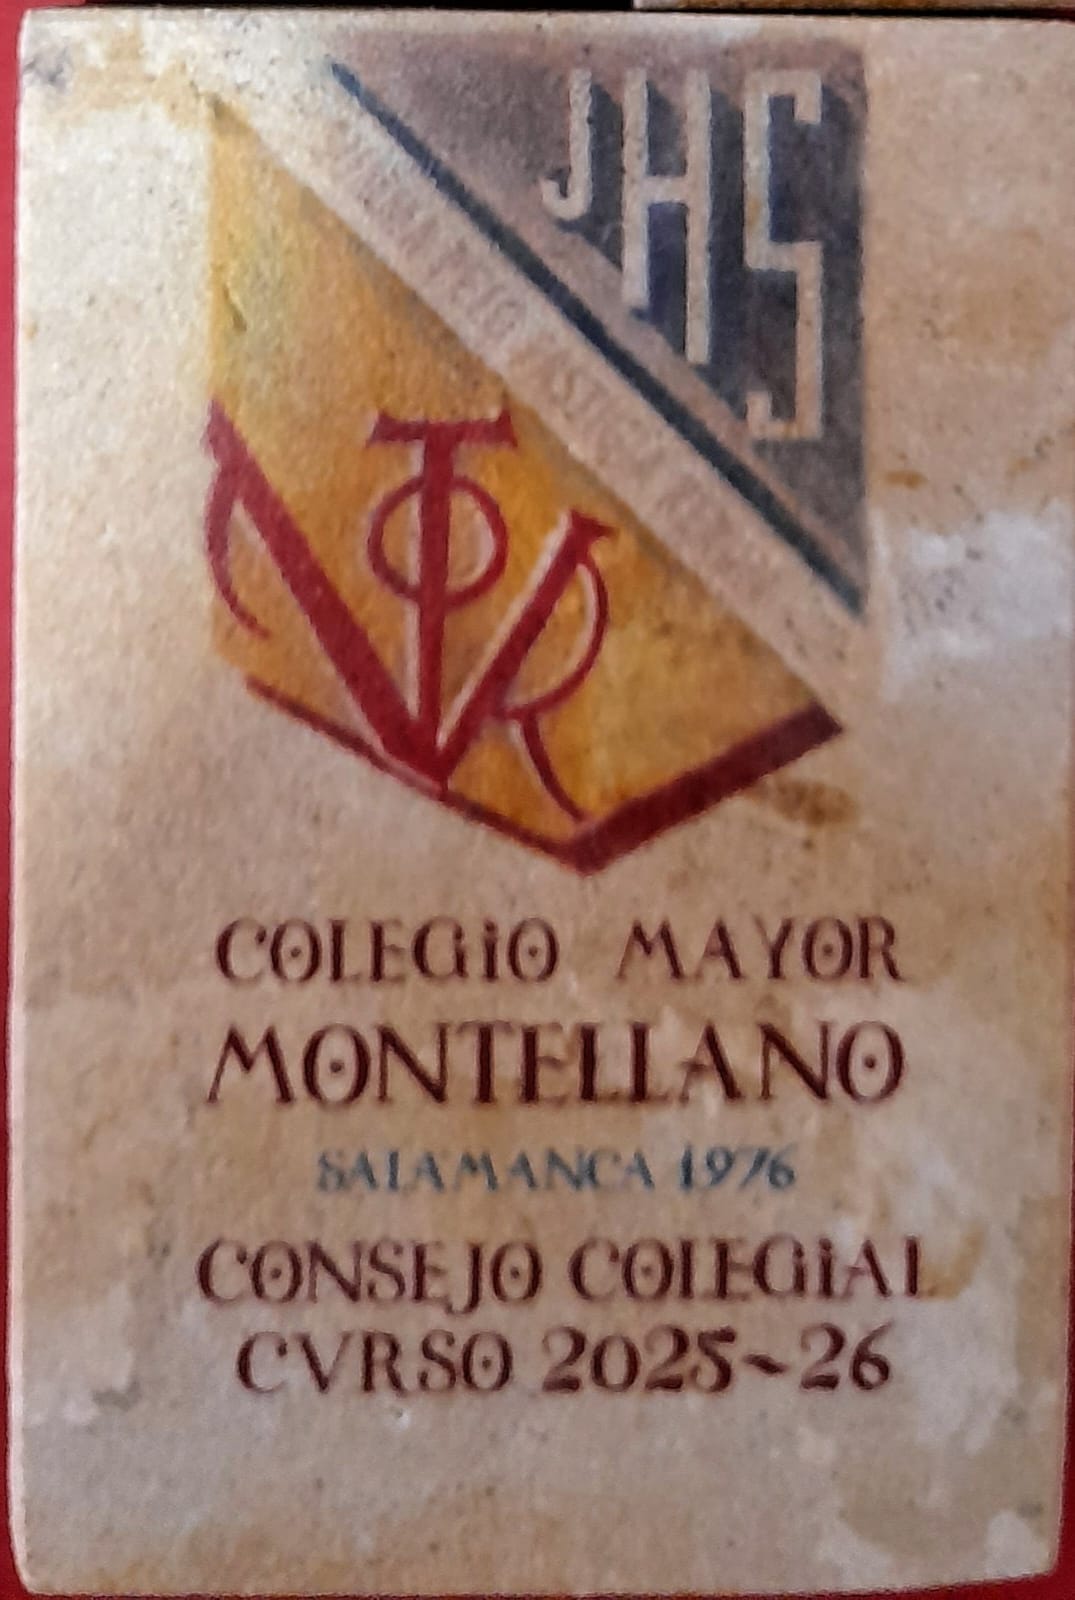 JHS
COLEGIO MAYOR
MONTELLANO
SALAMANCA 1976
CONSEJO COLEGIAL
CVRSO 2025~26